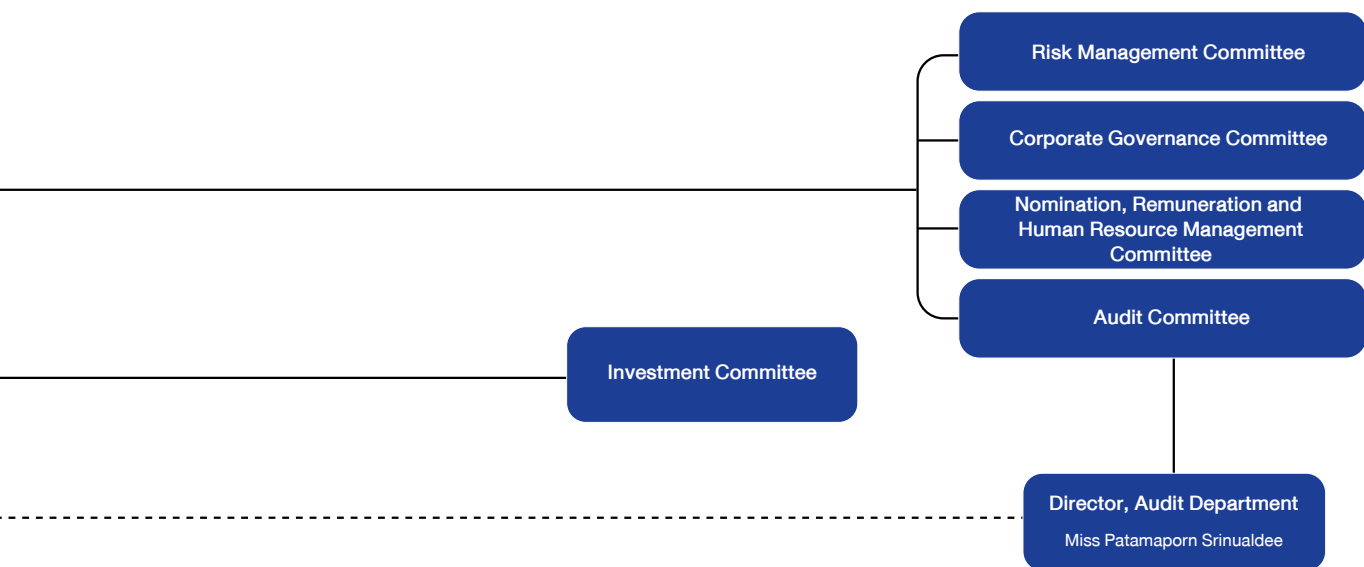 Risk Management Committee
Corporate Governance Committee
Nomination, Remuneration and
Human Resource Management
Committee
Audit Committee
Investment Committee
Director, Audit Department
Miss Patamaporn Srinualdee